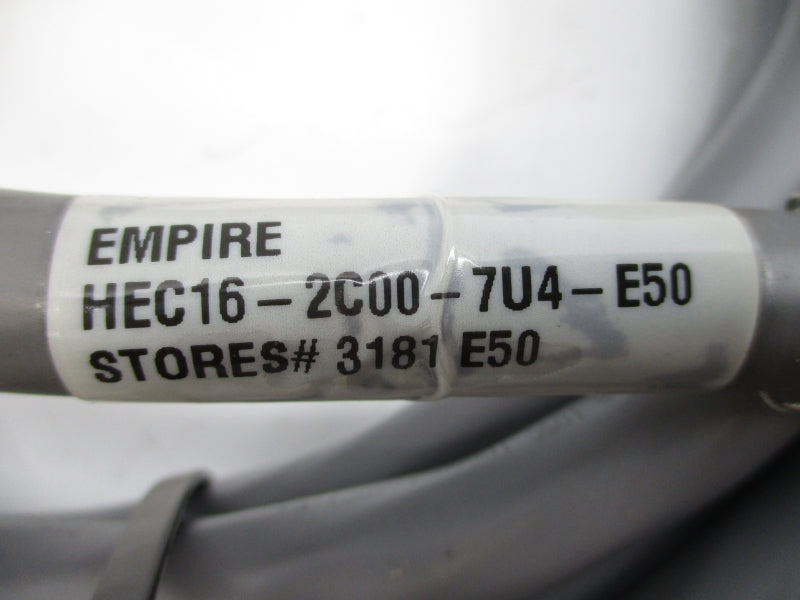 EMPIRE
HEC16-2C00-7U4-E50
STORES# 3181 E50